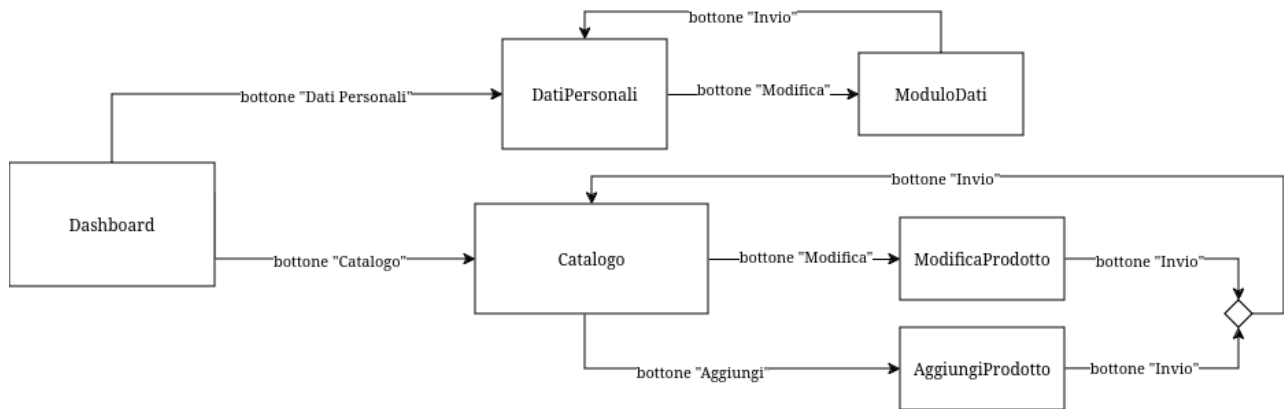 bottone "Invio"
DatiPersonali
bottone "Modifica"
ModuloDati
bottone "Dati Personali"
bottone "Invio"
Dashboard
bottone "Catalogo"
Catalogo
bottone "Modifica"
ModificaProdotto
bottone "Invio"
bottone "Aggiungi"
AggiungiProdotto
bottone "Invio"